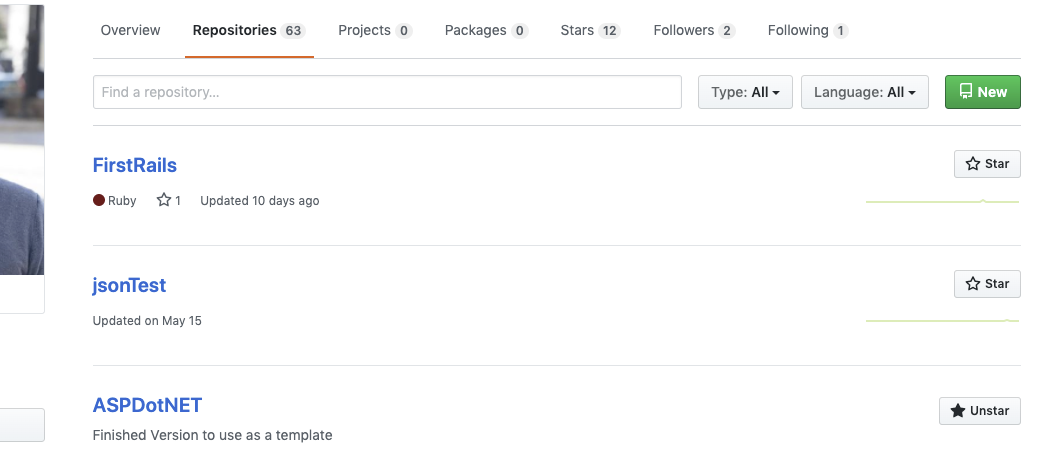 Overview Repositories 63 Projects 0 Packages 0 Stars 12 Followers 2 Following 1
Find a repository... Type: All Language: All New
FirstRails Star
Ruby 1 Updated 10 days ago
jsonTest Star
Updated on May 15
ASPDotNET Unstar
Finished Version to use as a template